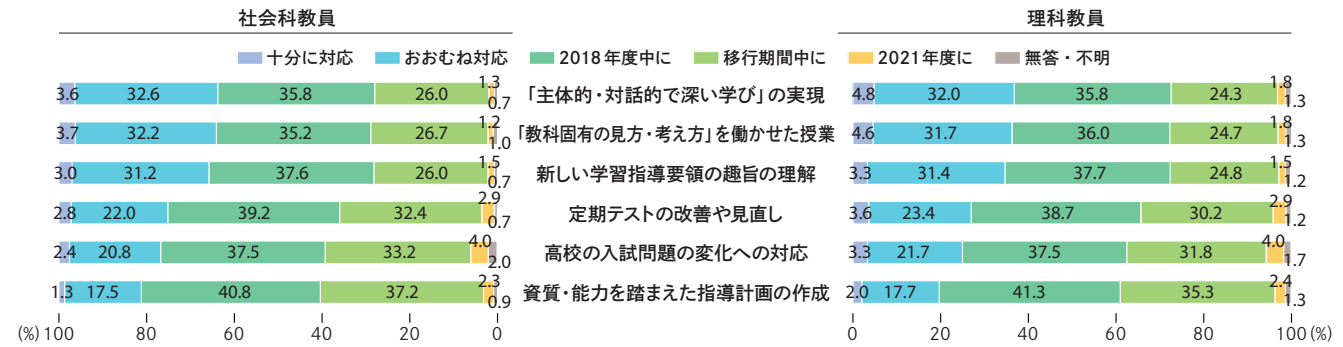 社会科教員 理科教員
十分に対応 おおむね対応 2018年度中に 移行期間中に 2021年度に 無答・不明
3.6 32.6 35.8 26.0 1.3 0.7 「主体的・対話的で深い学び」の実現 4.8 32.0 35.8 24.3 1.8 1.3
3.7 32.2 35.2 26.7 1.2 1.0 「教科固有の見方・考え方」を働かせた授業 4.6 31.7 36.0 24.7 1.8 1.3
3.0 31.2 37.6 26.0 1.5 0.7 新しい学習指導要領の趣旨の理解 3.3 31.4 37.7 24.8 1.5 1.2
2.8 22.0 39.2 32.4 2.9 0.7 定期テストの改善や見直し 3.6 23.4 38.7 30.2 2.9 1.2
2.4 20.8 37.5 33.2 4.0 2.0 高校の入試問題の変化への対応 3.3 21.7 37.5 31.8 4.0 1.7
1.3 17.5 40.8 37.2 2.3 0.9 資質・能力を踏まえた指導計画の作成 2.0 17.7 41.3 35.3 2.4 1.3
(%) 100 80 60 40 20 0 0 20 40 60 80 100 (%)